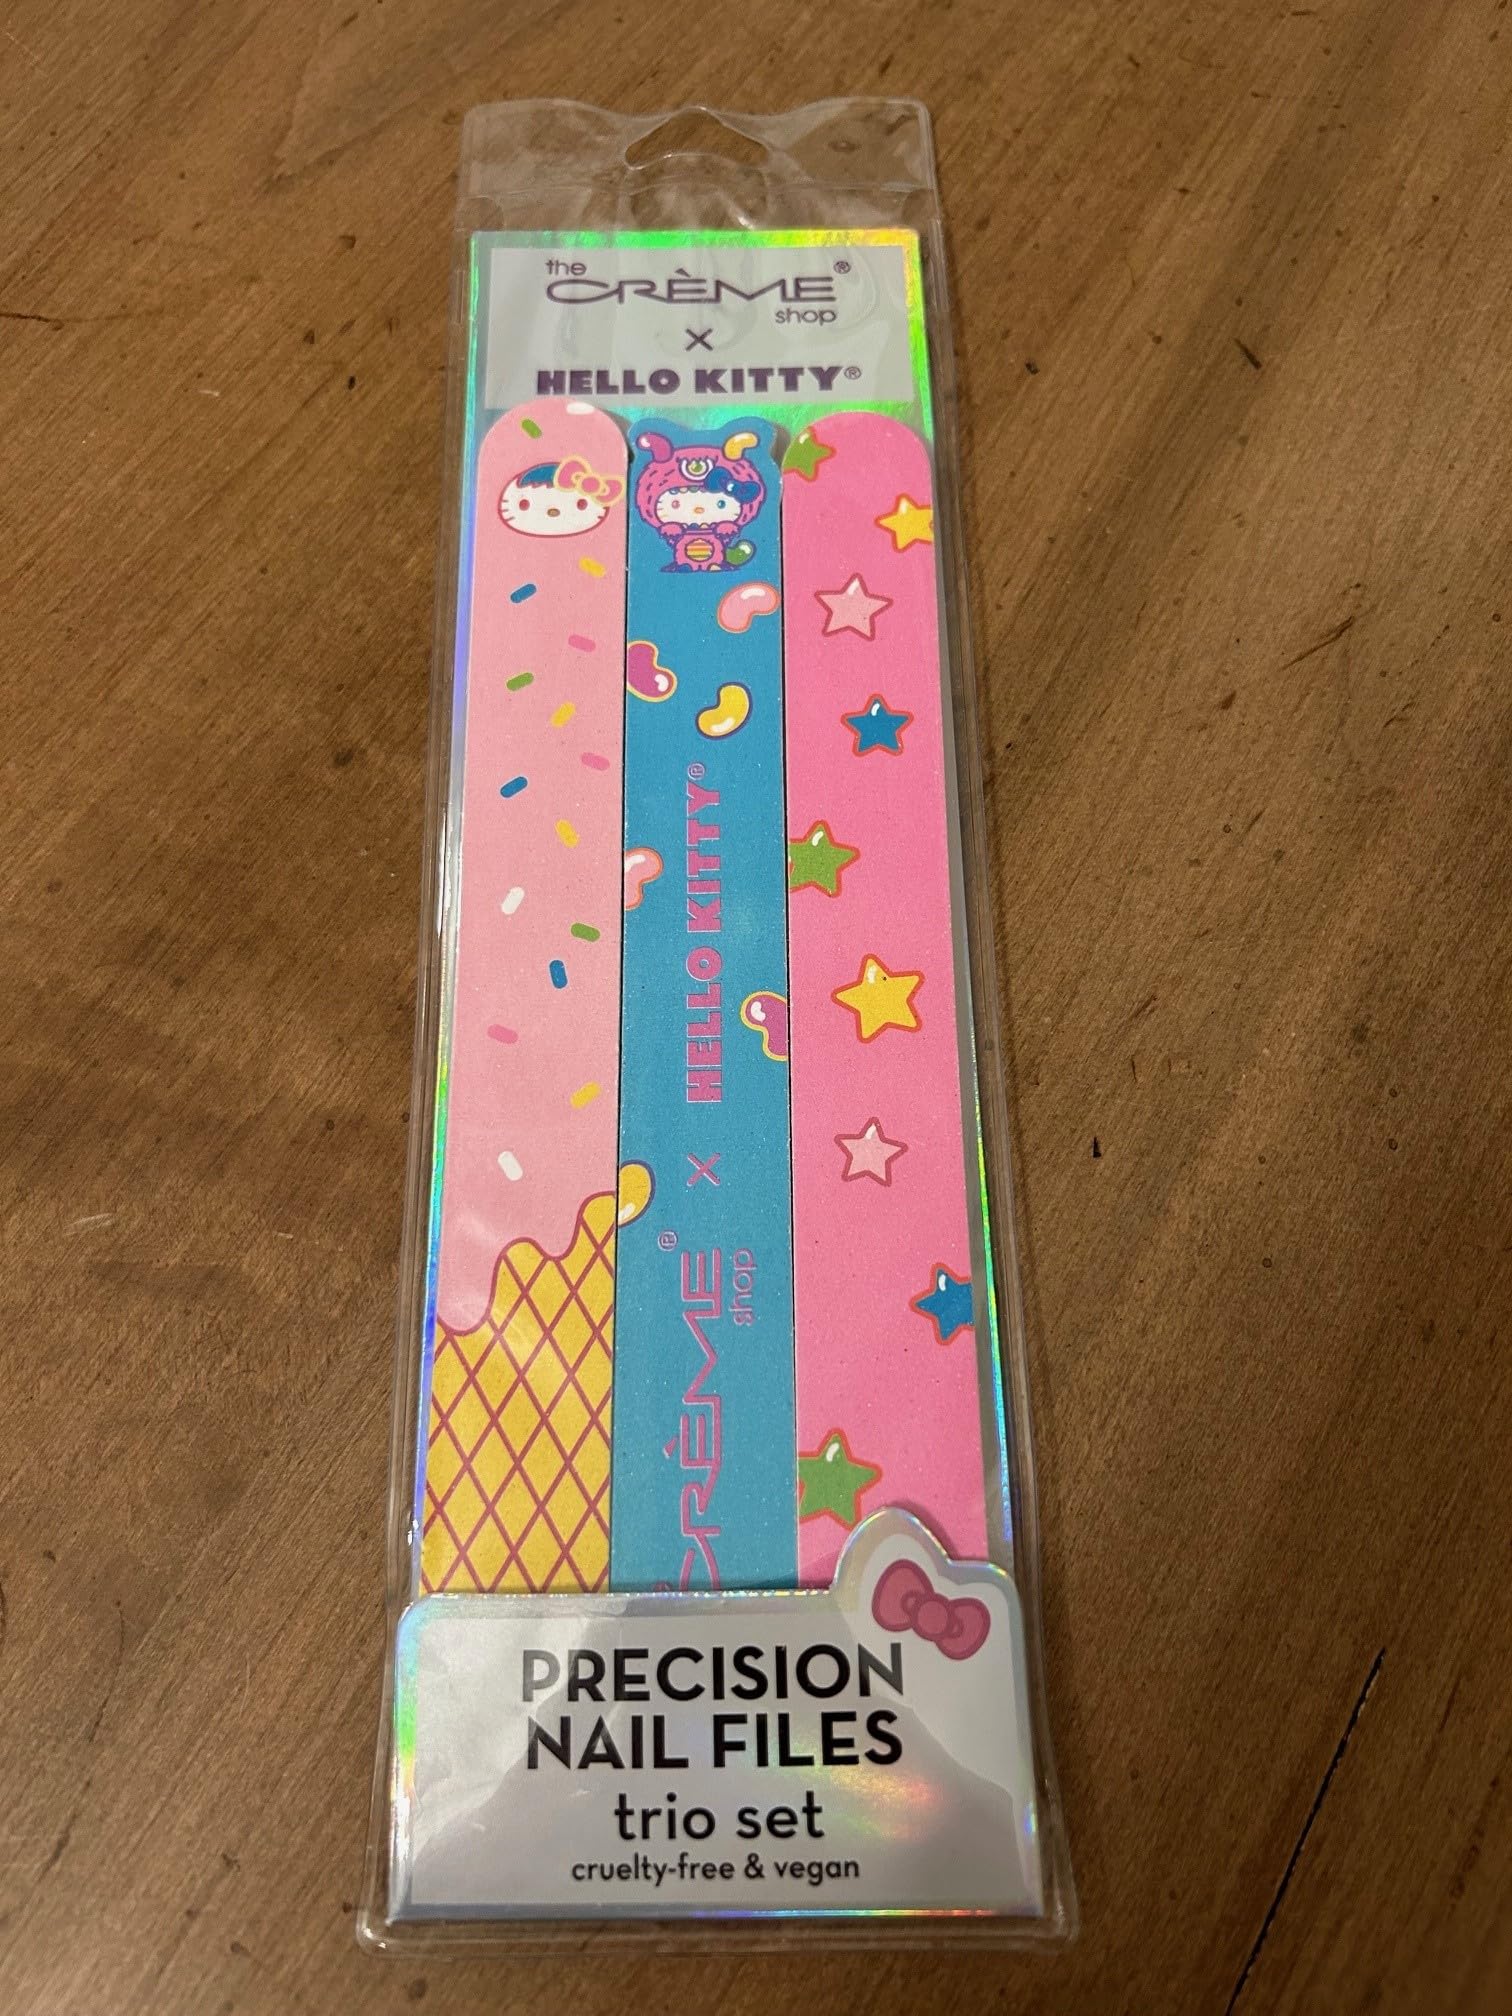 the
CRÈME®
shop
X
HELLO KITTY®
CRÈME® shop X HELLO KITTY®
PRECISION
NAIL FILES
trio set
cruelty-free & vegan